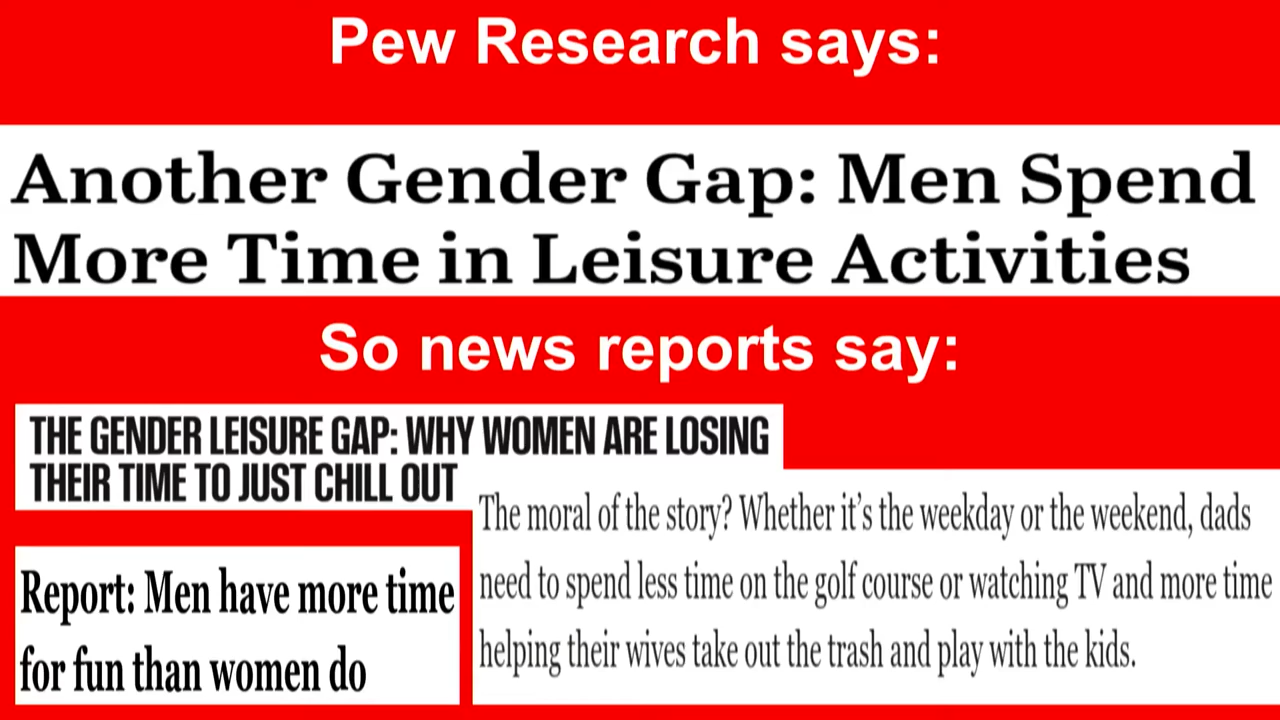 Pew Research says:
Another Gender Gap: Men Spend
More Time in Leisure Activities
So news reports say:
THE GENDER LEISURE GAP: WHY WOMEN ARE LOSING
THEIR TIME TO JUST CHILL OUT
Report: Men have more time
for fun than women do
The moral of the story? Whether it’s the weekday or the weekend, dads
need to spend less time on the golf course or watching TV and more time
helping their wives take out the trash and play with the kids.